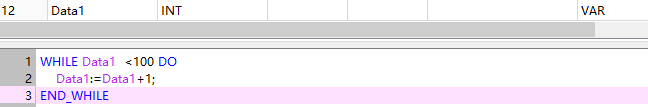 12 Data1 INT VAR
1 WHILE Data1 <100 DO
2 Data1:=Data1+1;
3 END_WHILE